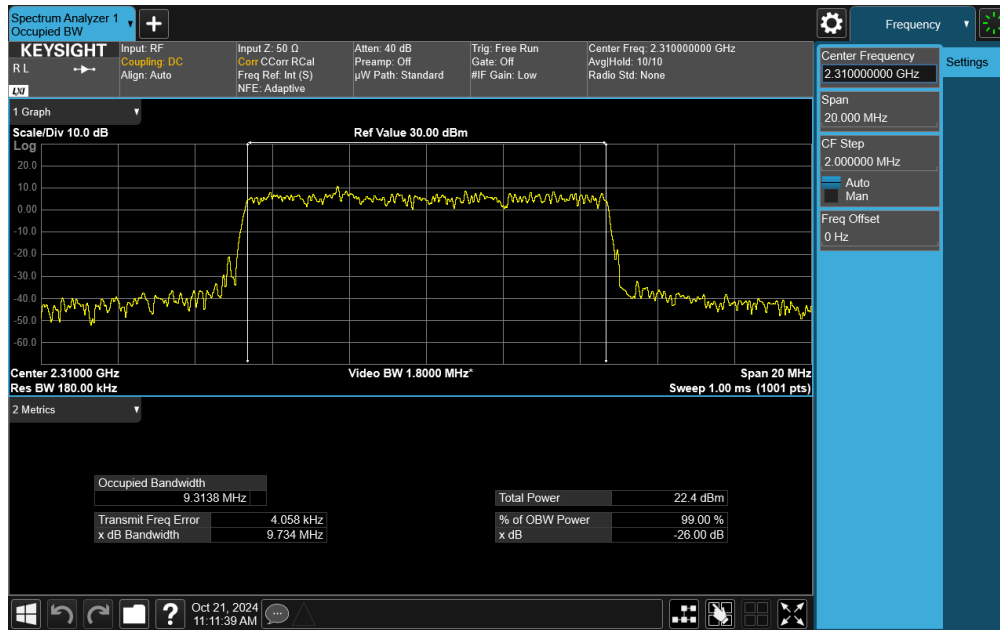 Spectrum Analyzer 1
Occupied BW
Frequency
KEYSIGHT
R L
LXI
Input: RF
Coupling: DC
Align: Auto
Input Z: 50 Ω
Corr CCorr RCal
Freq Ref: Int (S)
NFE: Adaptive
Atten: 40 dB
Preamp: Off
µW Path: Standard
Trig: Free Run
Gate: Off
#IF Gain: Low
Center Freq: 2.310000000 GHz
Avg|Hold: 10/10
Radio Std: None
Center Frequency
2.310000000 GHz
Settings
Span
20.000 MHz
CF Step
2.000000 MHz
Auto
Man
Freq Offset
0 Hz
1 Graph
Scale/Div 10.0 dB
Ref Value 30.00 dBm
Log
20.0
10.0
0.00
-10.0
-20.0
-30.0
-40.0
-50.0
-60.0
Center 2.31000 GHz
Video BW 1.8000 MHz*
Span 20 MHz
Res BW 180.00 kHz
Sweep 1.00 ms (1001 pts)
2 Metrics
Occupied Bandwidth
9.3138 MHz
Total Power 22.4 dBm
Transmit Freq Error 4.058 kHz
% of OBW Power 99.00 %
x dB Bandwidth 9.734 MHz
x dB -26.00 dB
?
Oct 21, 2024
11:11:39 AM